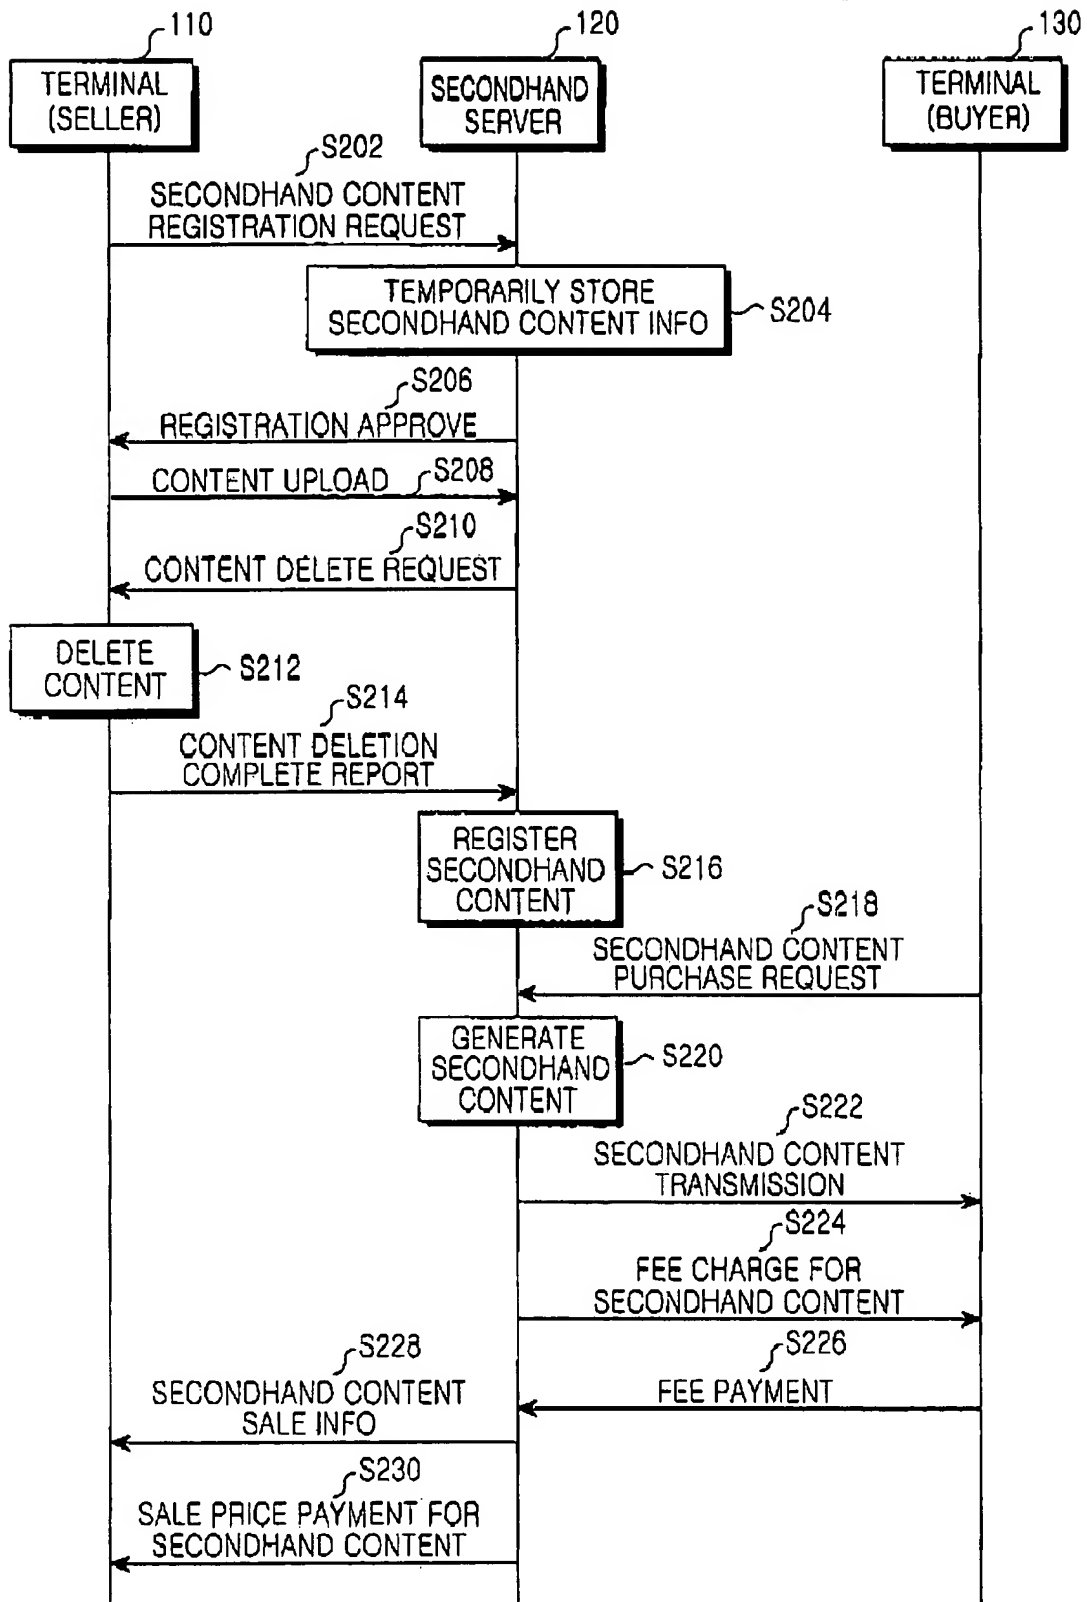 110
120
130
TERMINAL
(SELLER)
SECONDHAND
SERVER
TERMINAL
(BUYER)
S202
SECONDHAND CONTENT
REGISTRATION REQUEST
TEMPORARILY STORE
SECONDHAND CONTENT INFO
S204
S206
REGISTRATION APPROVE
CONTENT UPLOAD
S208
S210
CONTENT DELETE REQUEST
DELETE
CONTENT
S212
S214
CONTENT DELETION
COMPLETE REPORT
REGISTER
SECONDHAND
CONTENT
S216
S218
SECONDHAND CONTENT
PURCHASE REQUEST
GENERATE
SECONDHAND
CONTENT
S220
S222
SECONDHAND CONTENT
TRANSMISSION
S224
FEE CHARGE FOR
SECONDHAND CONTENT
S226
FEE PAYMENT
S228
SECONDHAND CONTENT
SALE INFO
S230
SALE PRICE PAYMENT FOR
SECONDHAND CONTENT